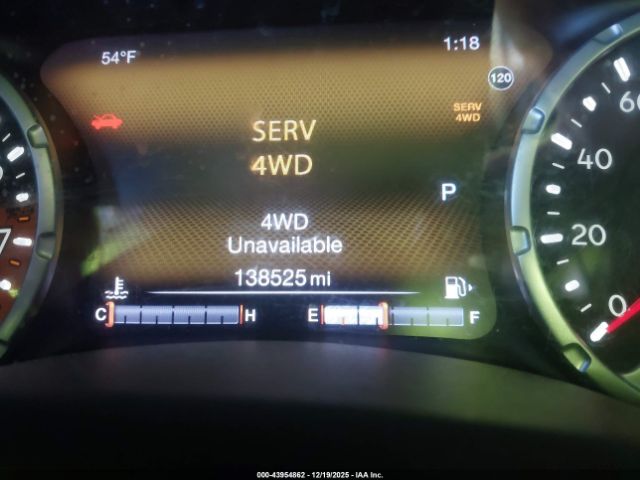 54°F
1:18
120
SERV
4WD
SERV
4WD
P
4WD
Unavailable
138525 mi
C H E F
7
60
40
20
0
000-43954862 - 12/19/2025 - IAA Inc.